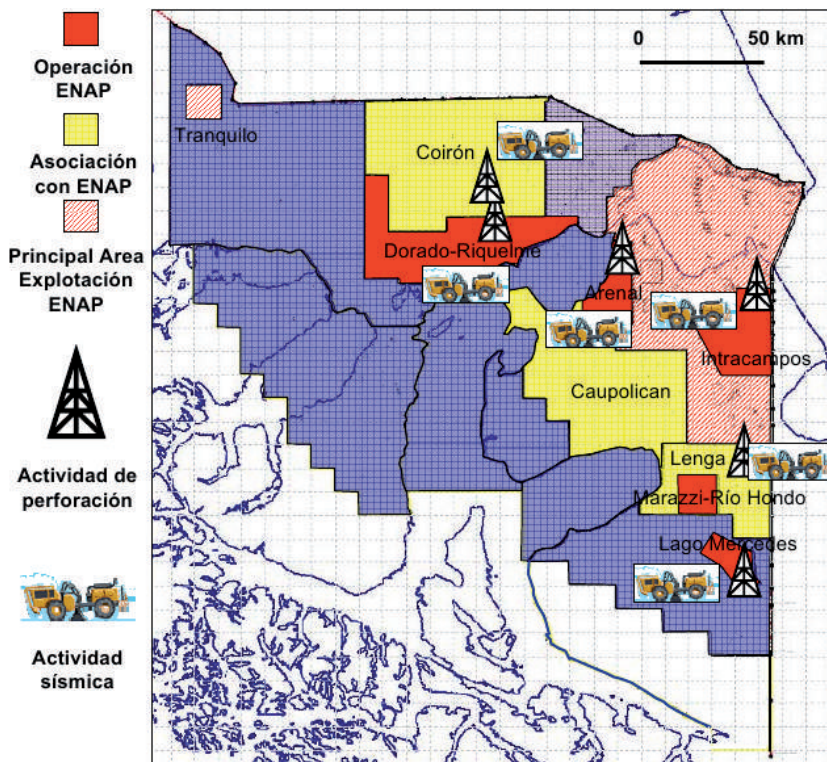 Operación
ENAP
Asociación
con ENAP
Principal Area
Explotación
ENAP
Actividad de
perforación
Actividad
sísmica
0 50 km
Tranquilo
Coirón
Dorado-Riquelme
Arenal
Intracampos
Caupolican
Lenga
Marazzi-Río Hondo
Lago Mercedes